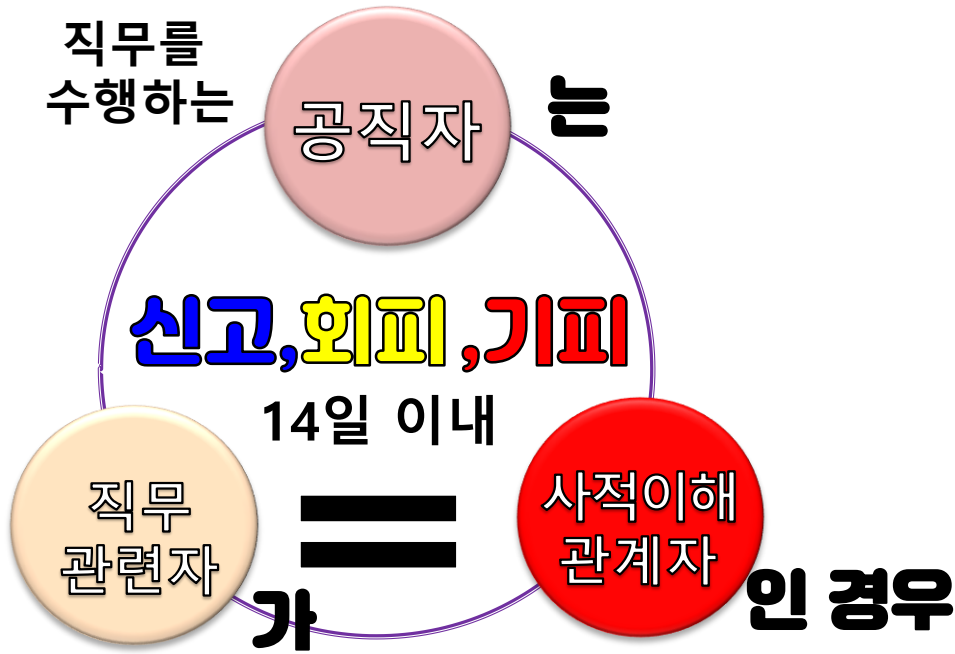 직무를
수행하는
공직자
는
신고,회피,기피
14일 이내
직무
관련자
가
=
사적이해
관계자
인 경우